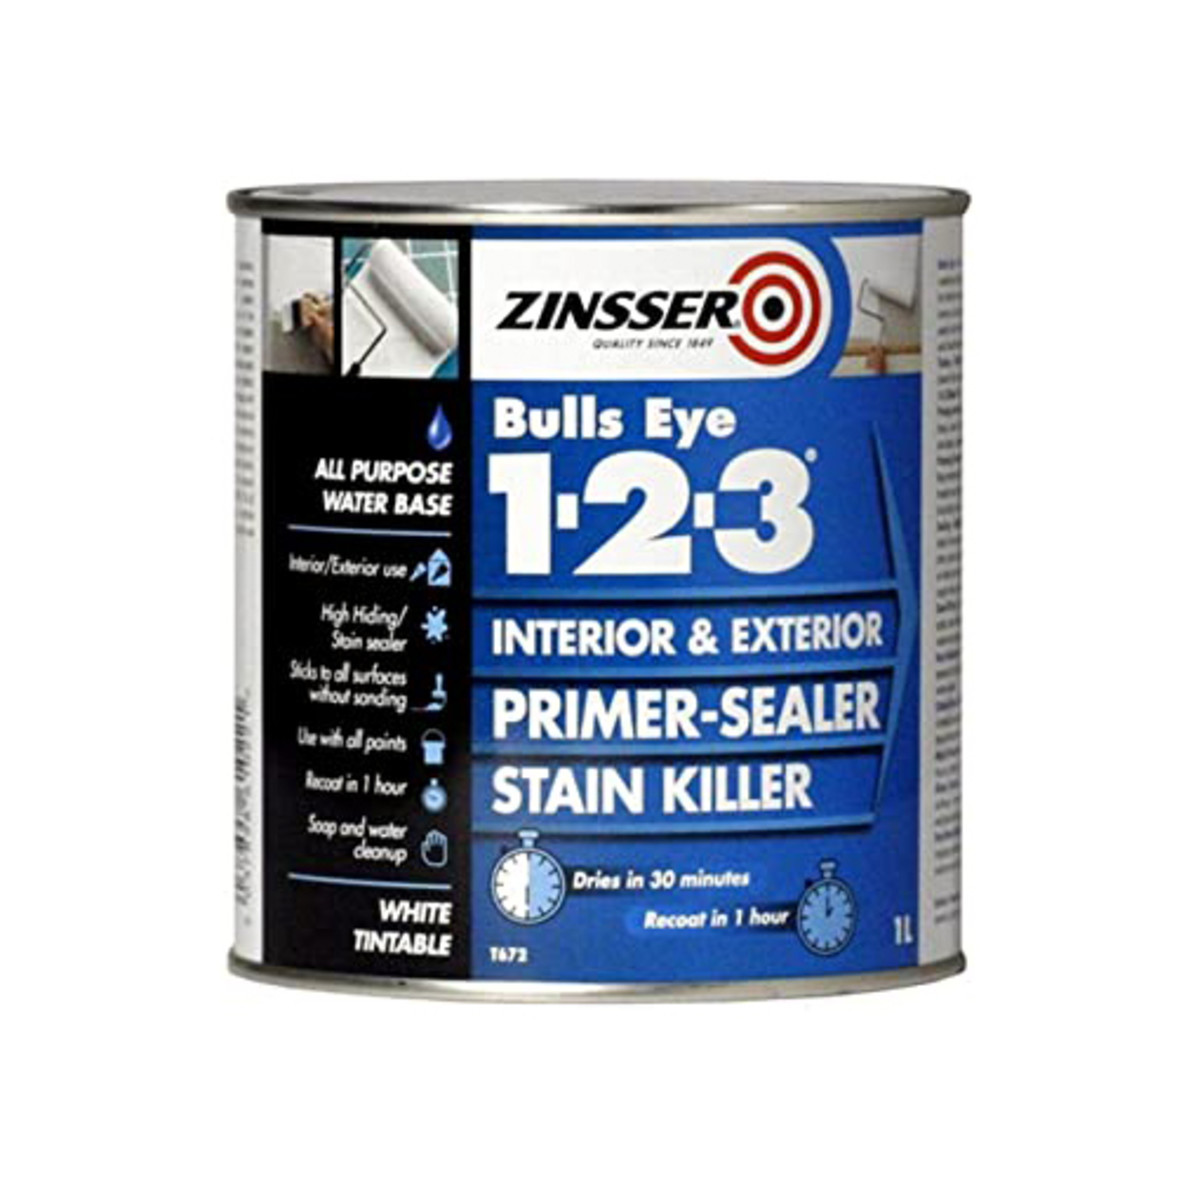 ZINSSER®
QUALITY SINCE 1849
Bulls Eye
1-2-3®
INTERIOR & EXTERIOR
PRIMER-SEALER
STAIN KILLER
Dries in 30 minutes
Recoat in 1 hour
T672
1L
ALL PURPOSE
WATER BASE
Interior/Exterior use
High Hiding/
Stain sealer
Sticks to all surfaces
without sanding
Use with all paints
Recoat in 1 hour
Soap and water
cleanup
WHITE
TINTABLE